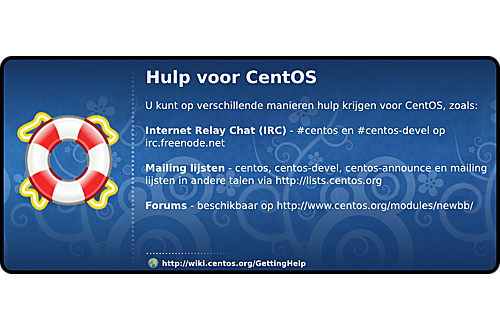 Hulp voor CentOS
U kunt op verschillende manieren hulp krijgen voor CentOS, zoals:
Internet Relay Chat (IRC) - #centos en #centos-devel op
irc.freenode.net
Mailing lijsten - centos, centos-devel, centos-announce en mailing
lijsten in andere talen via http://lists.centos.org
Forums - beschikbaar op http://www.centos.org/modules/newbb/
http://wiki.centos.org/GettingHelp